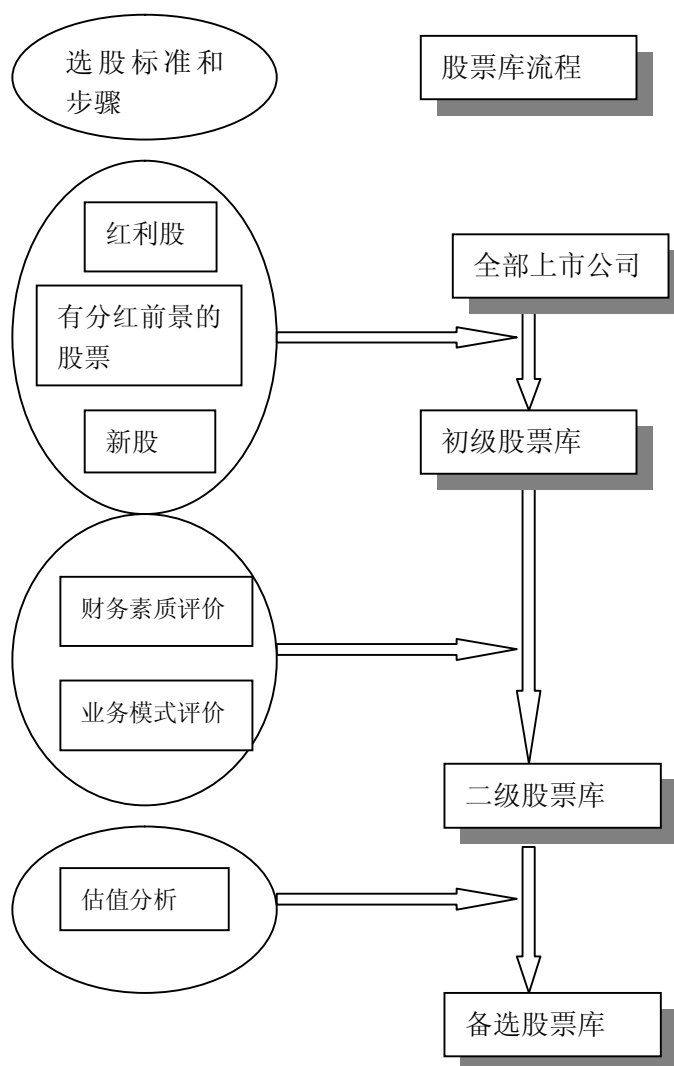 选股标准和
步骤
股票库流程
红利股
全部上市公司
有分红前景的
股票
新股
初级股票库
财务素质评价
业务模式评价
二级股票库
估值分析
备选股票库